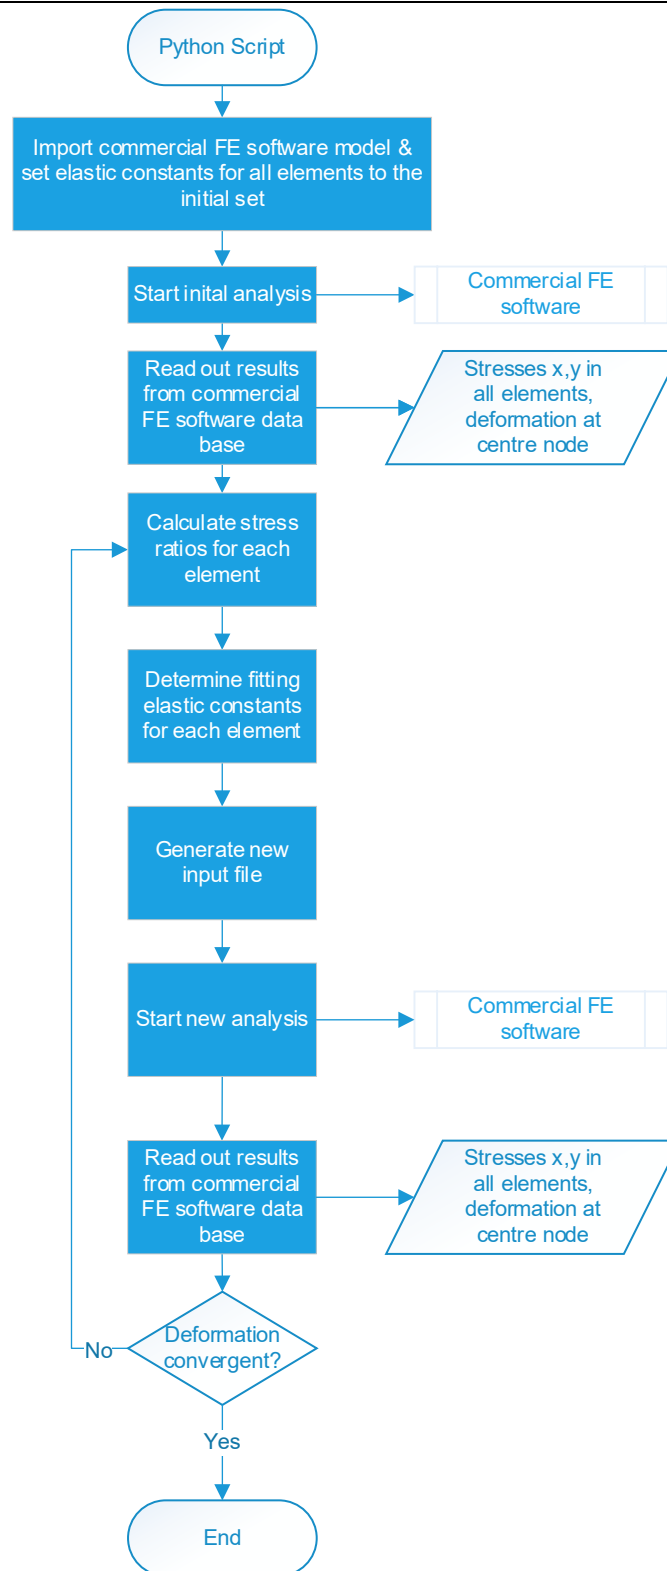 Python Script
Import commercial FE software model &
set elastic constants for all elements to the
initial set
Start inital analysis
Commercial FE
software
Read out results
from commercial
FE software data
base
Stresses x,y in
all elements,
deformation at
centre node
Calculate stress
ratios for each
element
Determine fitting
elastic constants
for each element
Generate new
input file
Start new analysis
Commercial FE
software
Read out results
from commercial
FE software data
base
Stresses x,y in
all elements,
deformation at
centre node
Deformation
convergent?
No
Yes
End